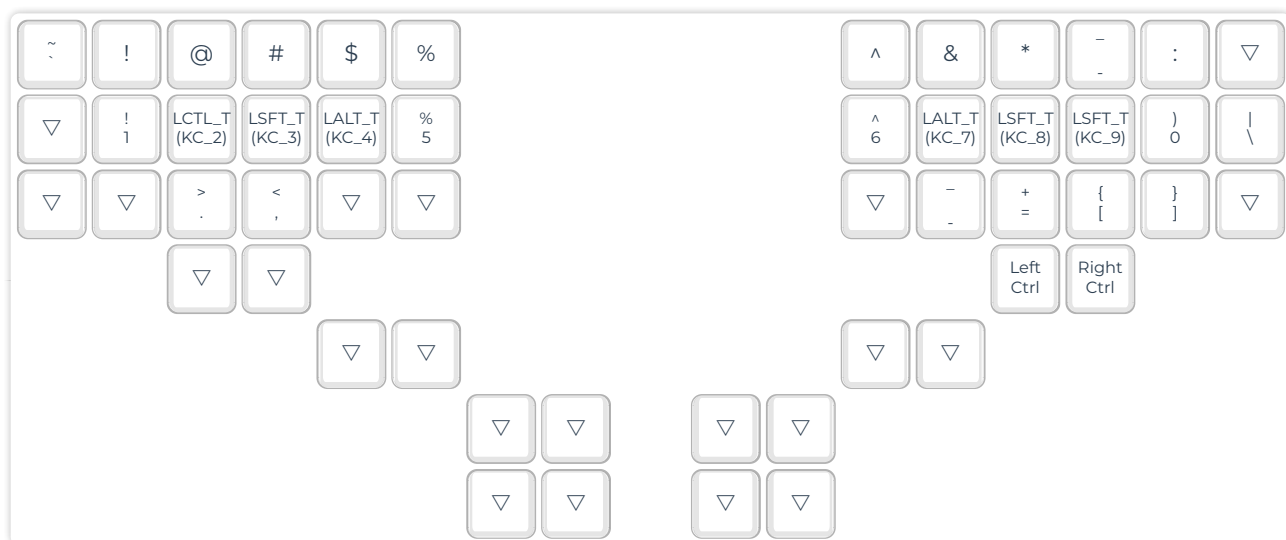 ~ ! @ # $ % ^ & * _ :
` -
! LCTL_T LSFT_T LALT_T % ^ LALT_T LSFT_T LSFT_T ) |
1 (KC_2) (KC_3) (KC_4) 5 6 (KC_7) (KC_8) (KC_9) 0 \
> < _ + { }
. , - = [ ]
Left Right
Ctrl Ctrl